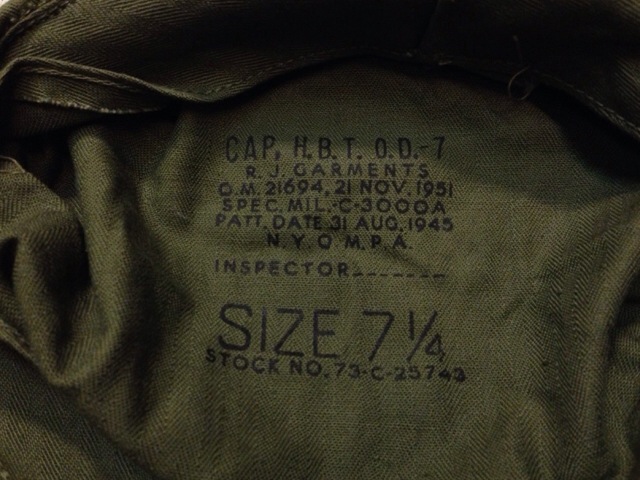 CAP, H.B.T. O.D.-7
R.J. GARMENTS
O.M. 21694, 21 NOV. 1951
SPEC. MIL.-C-3000A
PATT. DATE 31 AUG. 1945
N.Y.Q.M.P.A.
INSPECTOR_______
SIZE 7 1/4
STOCK NO. 73-C-25743